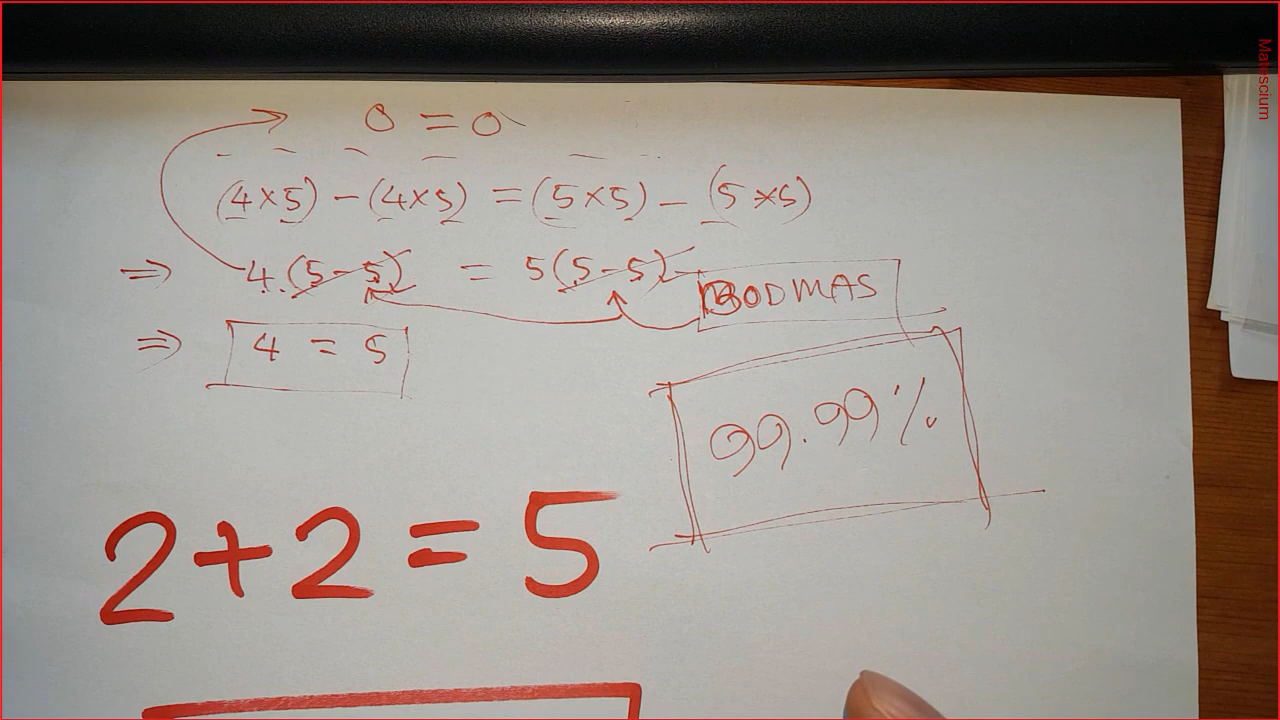 0 = 0
(4×5) - (4×5) = (5×5) - (5×5)
⇒ 4.(5-5) = 5(5-5)
BODMAS
⇒ 4 = 5
99.99%
2+2=5
Matescium